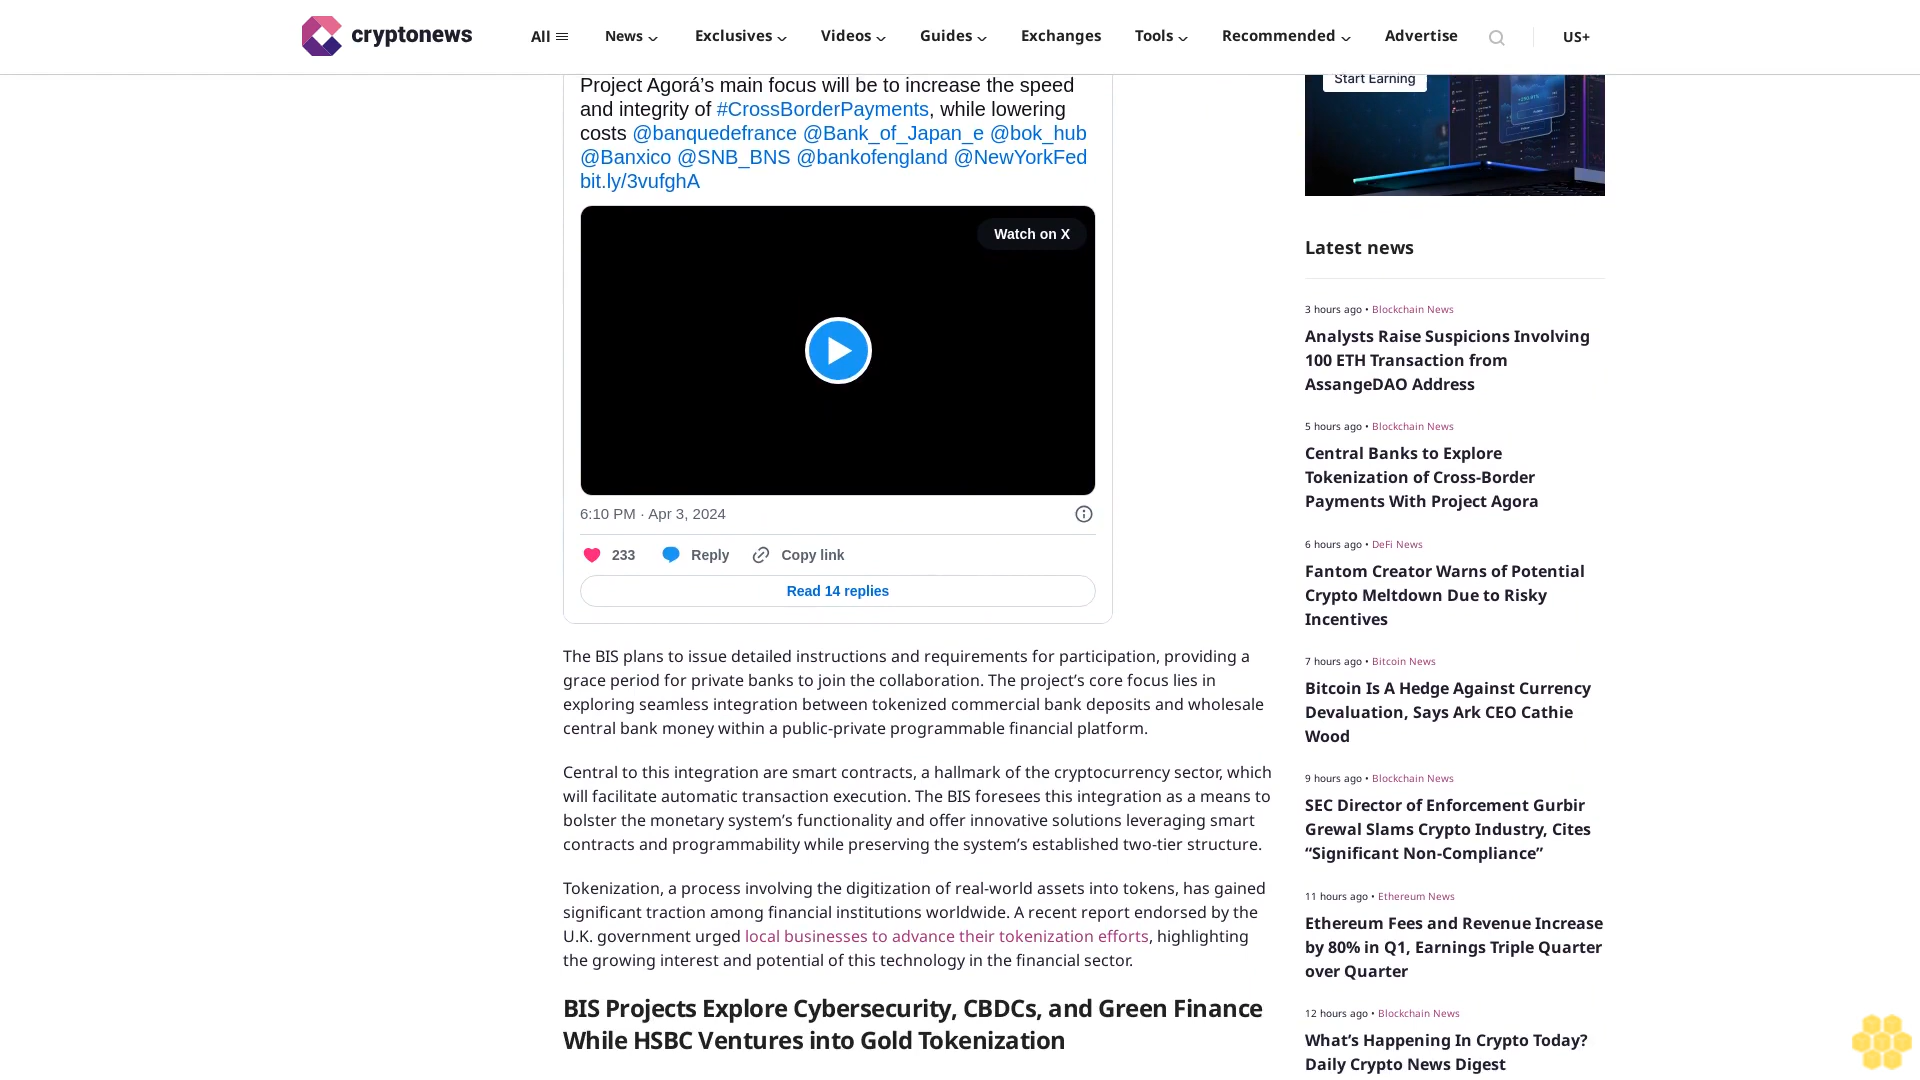 cryptonews
All
News
Exclusives
Videos
Guides
Exchanges
Tools
Recommended
Advertise
US+
Project Agorá’s main focus will be to increase the speed
and integrity of #CrossBorderPayments, while lowering
costs @banquedefrance @Bank_of_Japan_e @bok_hub
@Banxico @SNB_BNS @bankofengland @NewYorkFed
bit.ly/3vufghA
Watch on X
6:10 PM · Apr 3, 2024
233
Reply
Copy link
Read 14 replies
The BIS plans to issue detailed instructions and requirements for participation, providing a
grace period for private banks to join the collaboration. The project’s core focus lies in
exploring seamless integration between tokenized commercial bank deposits and wholesale
central bank money within a public-private programmable financial platform.
Central to this integration are smart contracts, a hallmark of the cryptocurrency sector, which
will facilitate automatic transaction execution. The BIS foresees this integration as a means to
bolster the monetary system’s functionality and offer innovative solutions leveraging smart
contracts and programmability while preserving the system’s established two-tier structure.
Tokenization, a process involving the digitization of real-world assets into tokens, has gained
significant traction among financial institutions worldwide. A recent report endorsed by the
U.K. government urged local businesses to advance their tokenization efforts, highlighting
the growing interest and potential of this technology in the financial sector.
BIS Projects Explore Cybersecurity, CBDCs, and Green Finance
While HSBC Ventures into Gold Tokenization
Start Earning
Latest news
3 hours ago • Blockchain News
Analysts Raise Suspicions Involving
100 ETH Transaction from
AssangeDAO Address
5 hours ago • Blockchain News
Central Banks to Explore
Tokenization of Cross-Border
Payments With Project Agora
6 hours ago • DeFi News
Fantom Creator Warns of Potential
Crypto Meltdown Due to Risky
Incentives
7 hours ago • Bitcoin News
Bitcoin Is A Hedge Against Currency
Devaluation, Says Ark CEO Cathie
Wood
9 hours ago • Blockchain News
SEC Director of Enforcement Gurbir
Grewal Slams Crypto Industry, Cites
“Significant Non-Compliance”
11 hours ago • Ethereum News
Ethereum Fees and Revenue Increase
by 80% in Q1, Earnings Triple Quarter
over Quarter
12 hours ago • Blockchain News
What’s Happening In Crypto Today?
Daily Crypto News Digest